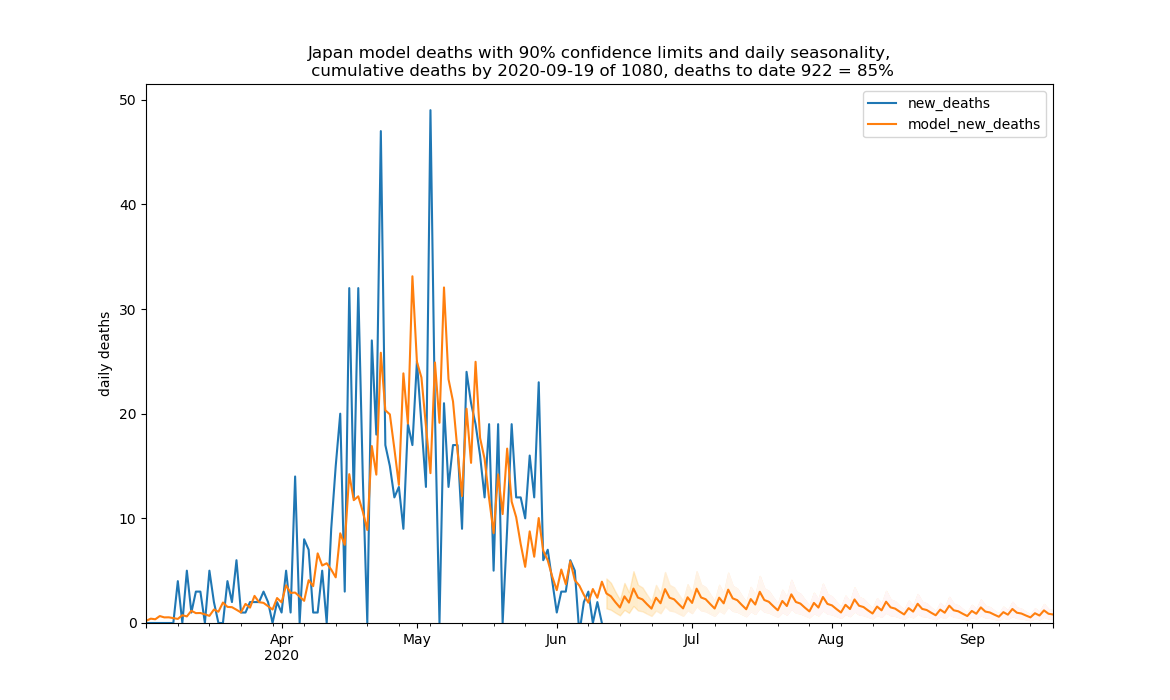 Japan model deaths with 90% confidence limits and daily seasonality,
cumulative deaths by 2020-09-19 of 1080, deaths to date 922 = 85%
new_deaths
model_new_deaths
daily deaths
50
40
30
20
10
0
Apr
2020
May
Jun
Jul
Aug
Sep